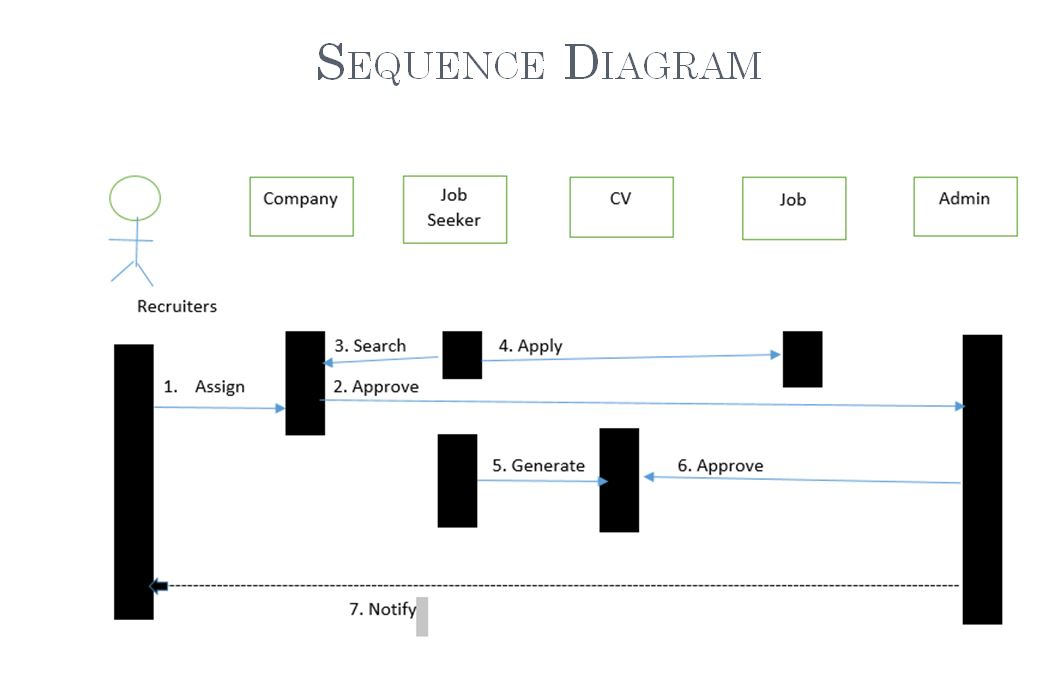 SEQUENCE DIAGRAM
Company
Job
Seeker
CV
Job
Admin
Recruiters
3. Search
4. Apply
1. Assign
2. Approve
5. Generate
6. Approve
7. Notify